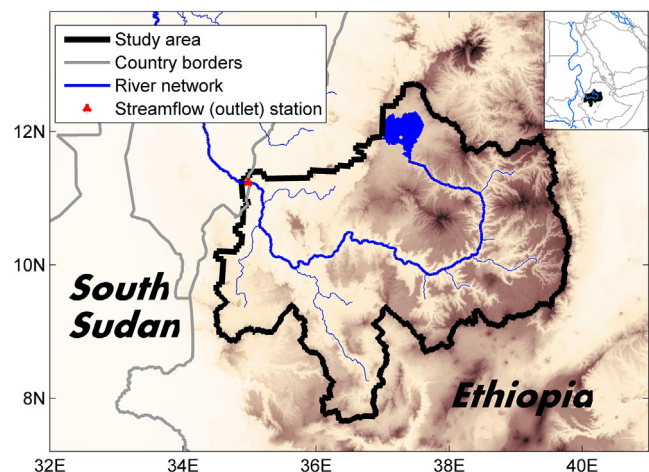 Study area
Country borders
River network
Streamflow (outlet) station
12N
10N
8N
South
Sudan
Ethiopia
32E
34E
36E
38E
40E